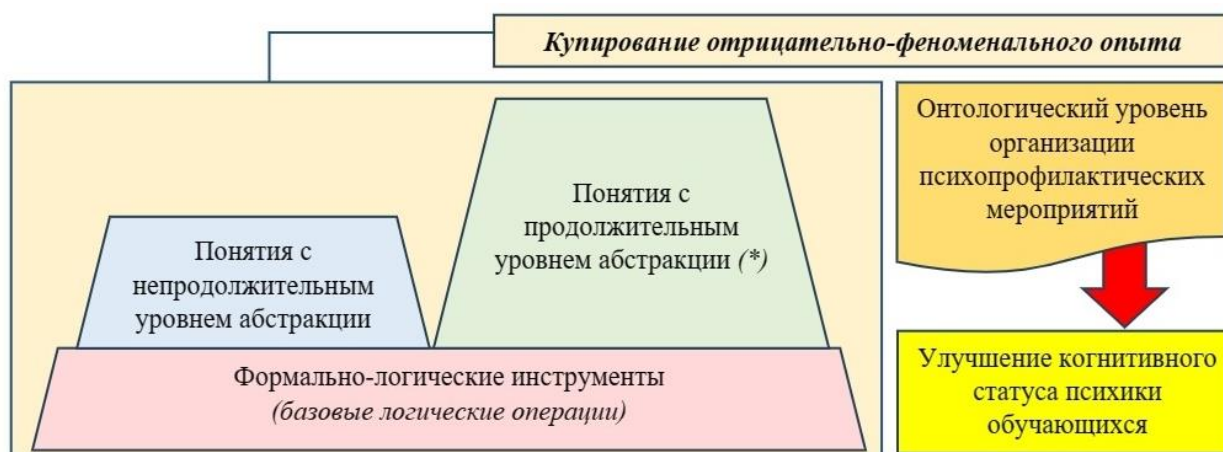 Купирование отрицательно-феноменального опыта
Понятия с
непродолжительным
уровнем абстракции
Понятия с
продолжительным
уровнем абстракции (*)
Формально-логические инструменты
(базовые логические операции)
Онтологический уровень
организации
психопрофилактических
мероприятий
Улучшение когнитивного
статуса психики
обучающихся